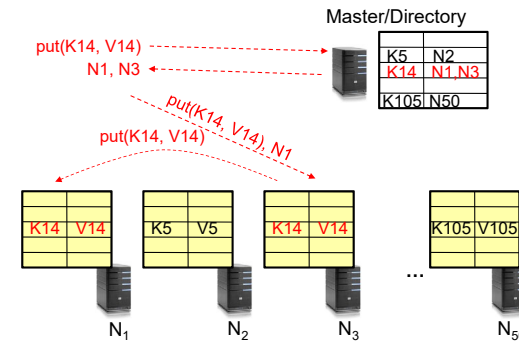 Master/Directory
put(K14, V14)
N1, N3
K5 N2
K14 N1,N3
K105 N50
put(K14, V14), N1
put(K14, V14)
K14 V14
K5 V5
K14 V14
K105 V105
...
N1
N2
N3
N5